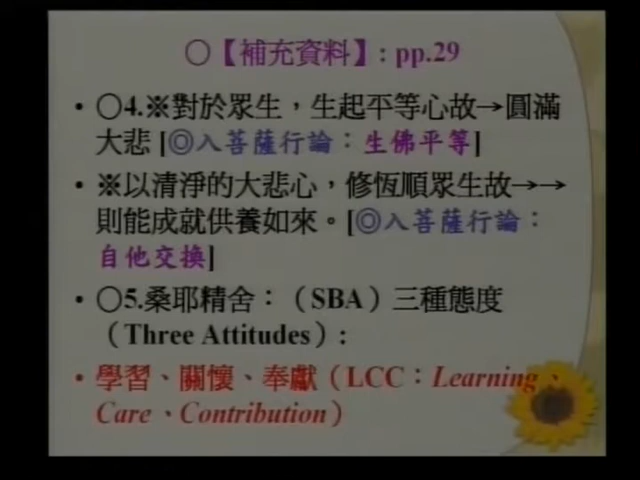 〇【補充資料】: pp.29
• 〇4.※對於眾生，生起平等心故→圓滿
大悲 [◎入菩薩行論：生佛平等]
• ※以清淨的大悲心，修恆順眾生故→→
則能成就供養如來。[◎入菩薩行論：
自他交換]
• 〇5.桑耶精舍：（SBA）三種態度
（Three Attitudes）:
• 學習、關懷、奉獻（LCC：Learning、
Care、Contribution）